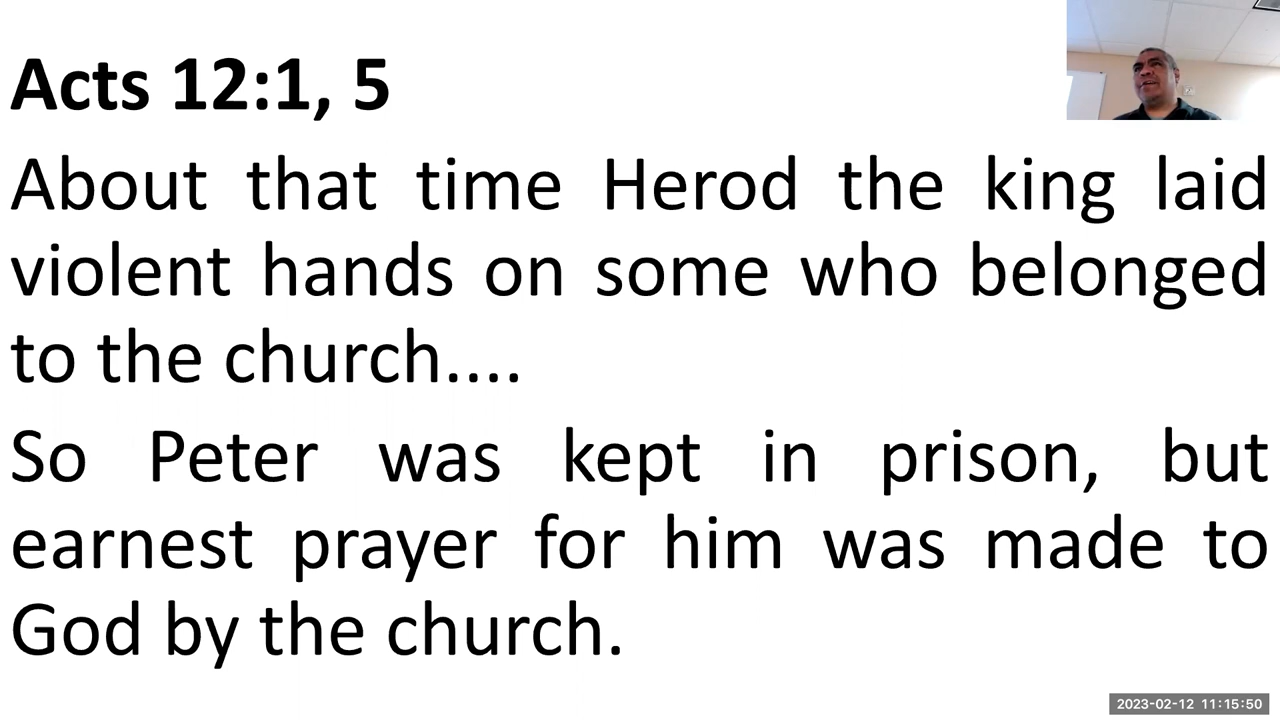 Acts 12:1, 5
About that time Herod the king laid
violent hands on some who belonged
to the church....
So Peter was kept in prison, but
earnest prayer for him was made to
God by the church.
2023-02-12 11:15:50